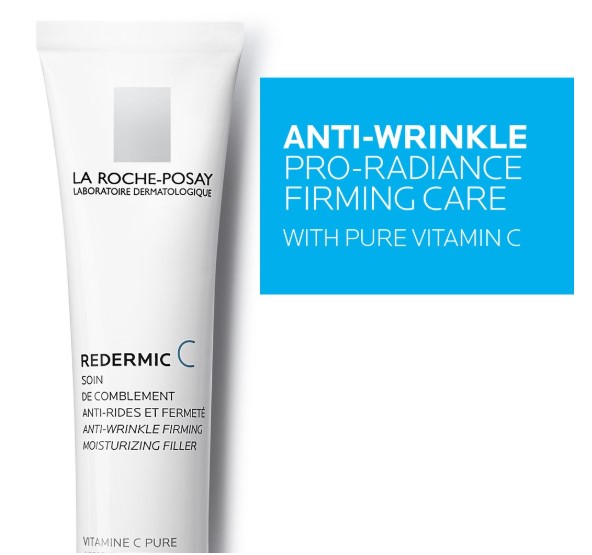 LA ROCHE-POSAY
LABORATOIRE DERMATOLOGIQUE
REDERMIC C
SOIN
DE COMBLEMENT
ANTI-RIDES ET FERMETÉ
ANTI-WRINKLE FIRMING
MOISTURIZING FILLER
VITAMINE C PURE
ANTI-WRINKLE
PRO-RADIANCE
FIRMING CARE
WITH PURE VITAMIN C